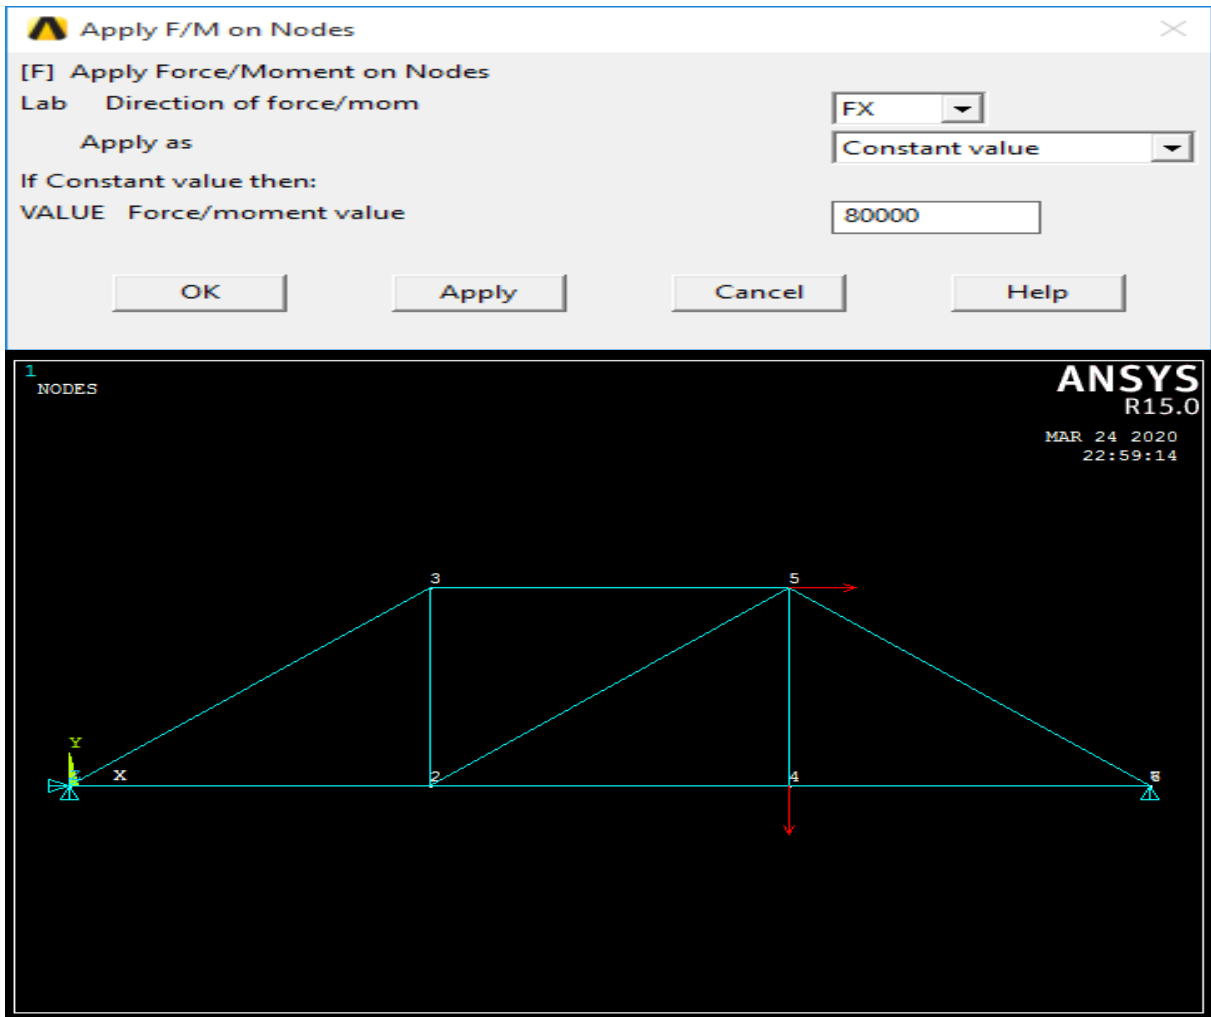 Apply F/M on Nodes
[F] Apply Force/Moment on Nodes
Lab Direction of force/mom FX
Apply as Constant value
If Constant value then:
VALUE Force/moment value 80000
OK Apply Cancel Help
1
NODES
ANSYS
R15.0
MAR 24 2020
22:59:14
3 5
Y
X 2 4